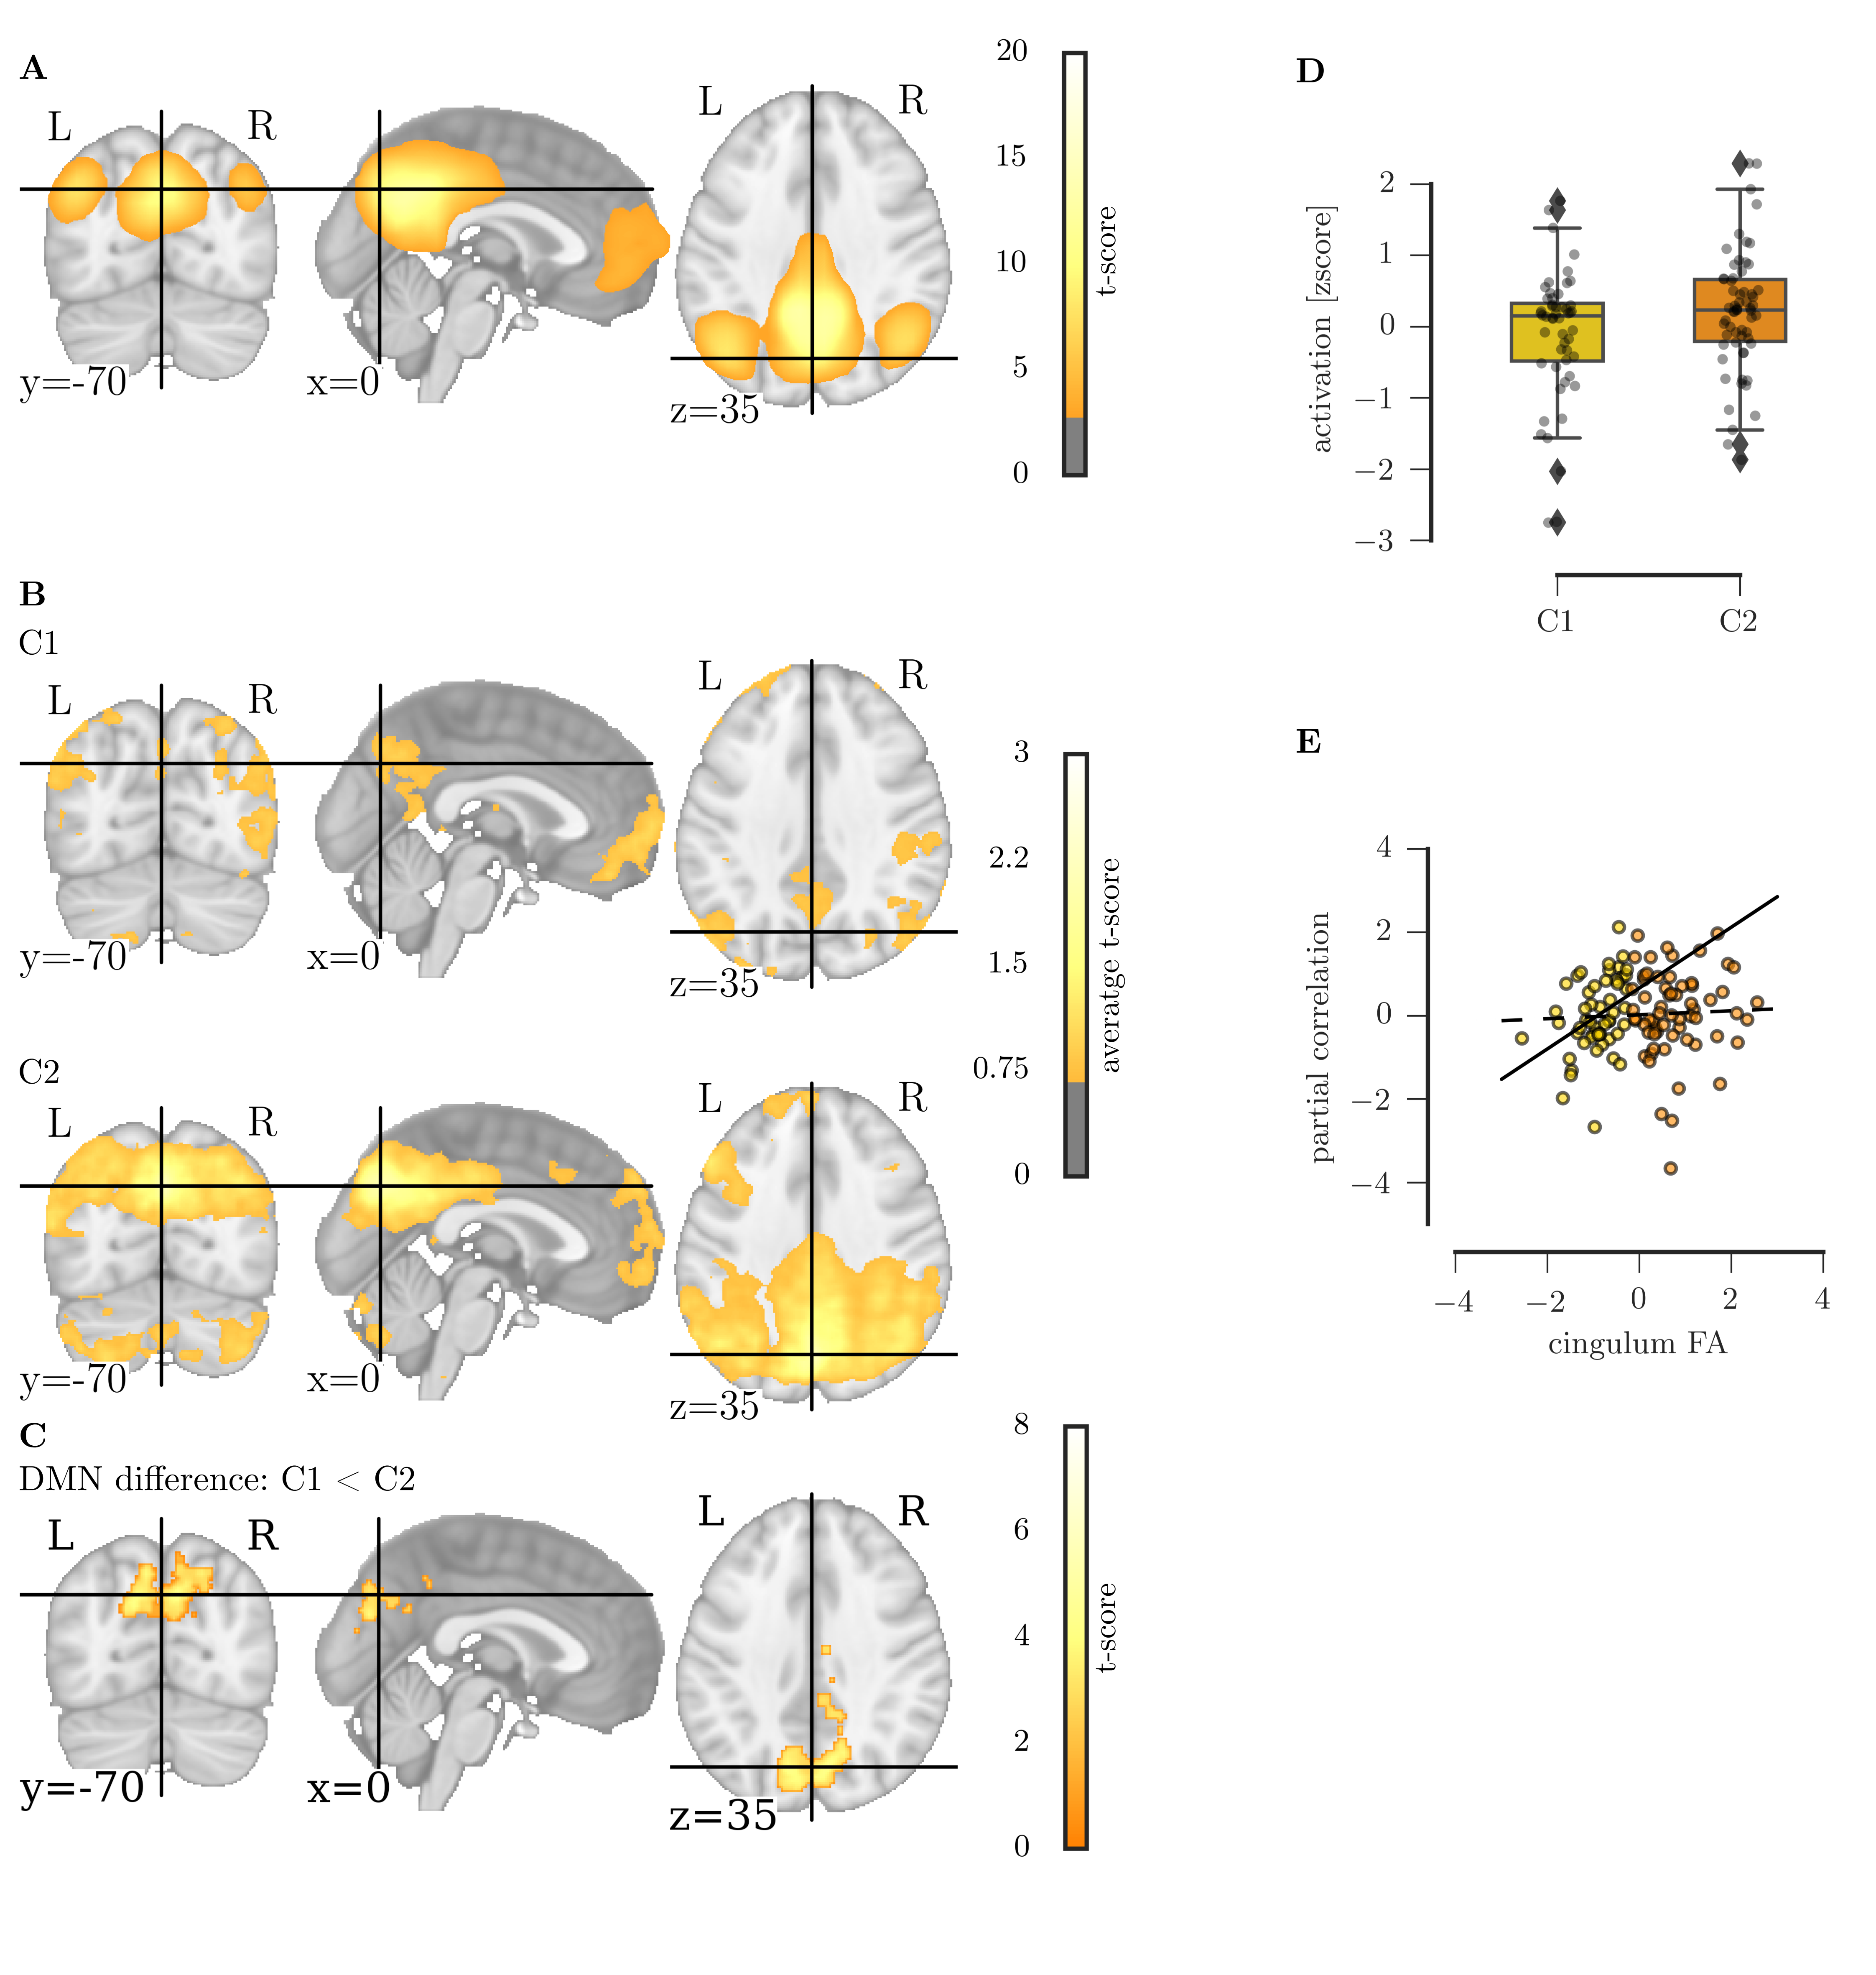 A
L R
y=-70
x=0
L R
z=35
20
15
10
5
0
t-score
B
C1
L R
y=-70
x=0
L R
z=35
C2
L R
y=-70
x=0
L R
z=35
3
2.2
1.5
0.75
0
averatge t-score
C
DMN difference: C1 < C2
L R
y=-70
x=0
L R
z=35
8
6
4
2
0
t-score
D
2
1
0
−1
−2
−3
activation [zscore]
C1 C2
E
4
2
0
−2
−4
partial correlation
−4 −2 0 2 4
cingulum FA